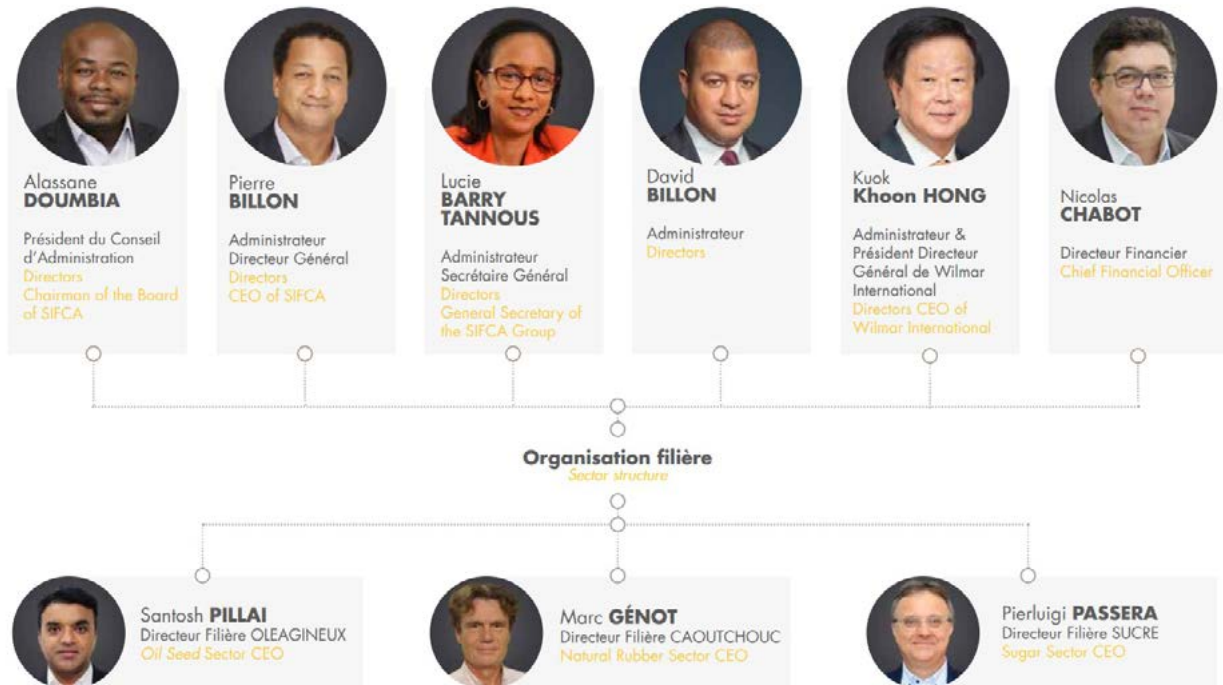 Alassane
DOUMBIA
Président du Conseil
d'Administration
Directors
Chairman of the Board
of SIFCA
Pierre
BILLON
Administrateur
Directeur Général
Directors
CEO of SIFCA
Lucie
BARRY
TANNOUS
Administrateur
Secrétaire Général
Directors
General Secretary of
the SIFCA Group
David
BILLON
Administrateur
Directors
Kuok
Khoon HONG
Administrateur &
Président Directeur
Général de Wilmar
International
Directors CEO of
Wilmar International
Nicolas
CHABOT
Directeur Financier
Chief Financial Officer
Organisation filière
Sector structure
Santosh PILLAI
Directeur Filière OLEAGINEUX
Oil Seed Sector CEO
Marc GÉNOT
Directeur Filière CAOUTCHOUC
Natural Rubber Sector CEO
Pierluigi PASSERA
Directeur Filière SUCRE
Sugar Sector CEO